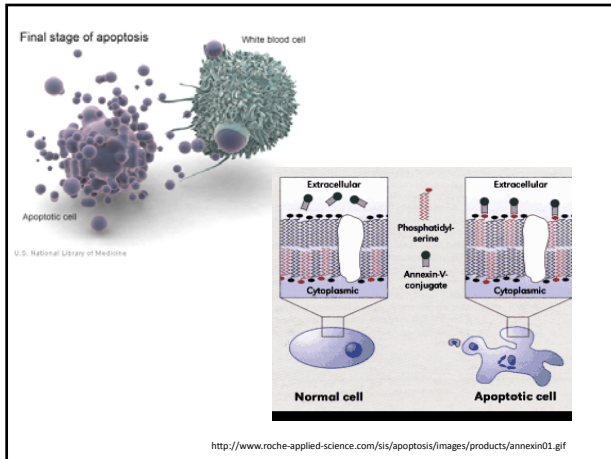 Final stage of apoptosis
White blood cell
Apoptotic cell
U.S. National Library of Medicine
Extracellular
Cytoplasmic
Normal cell
Phosphatidyl-
serine
Annexin-V-
conjugate
Extracellular
Cytoplasmic
Apoptotic cell
http://www.roche-applied-science.com/sis/apoptosis/images/products/annexin01.gif